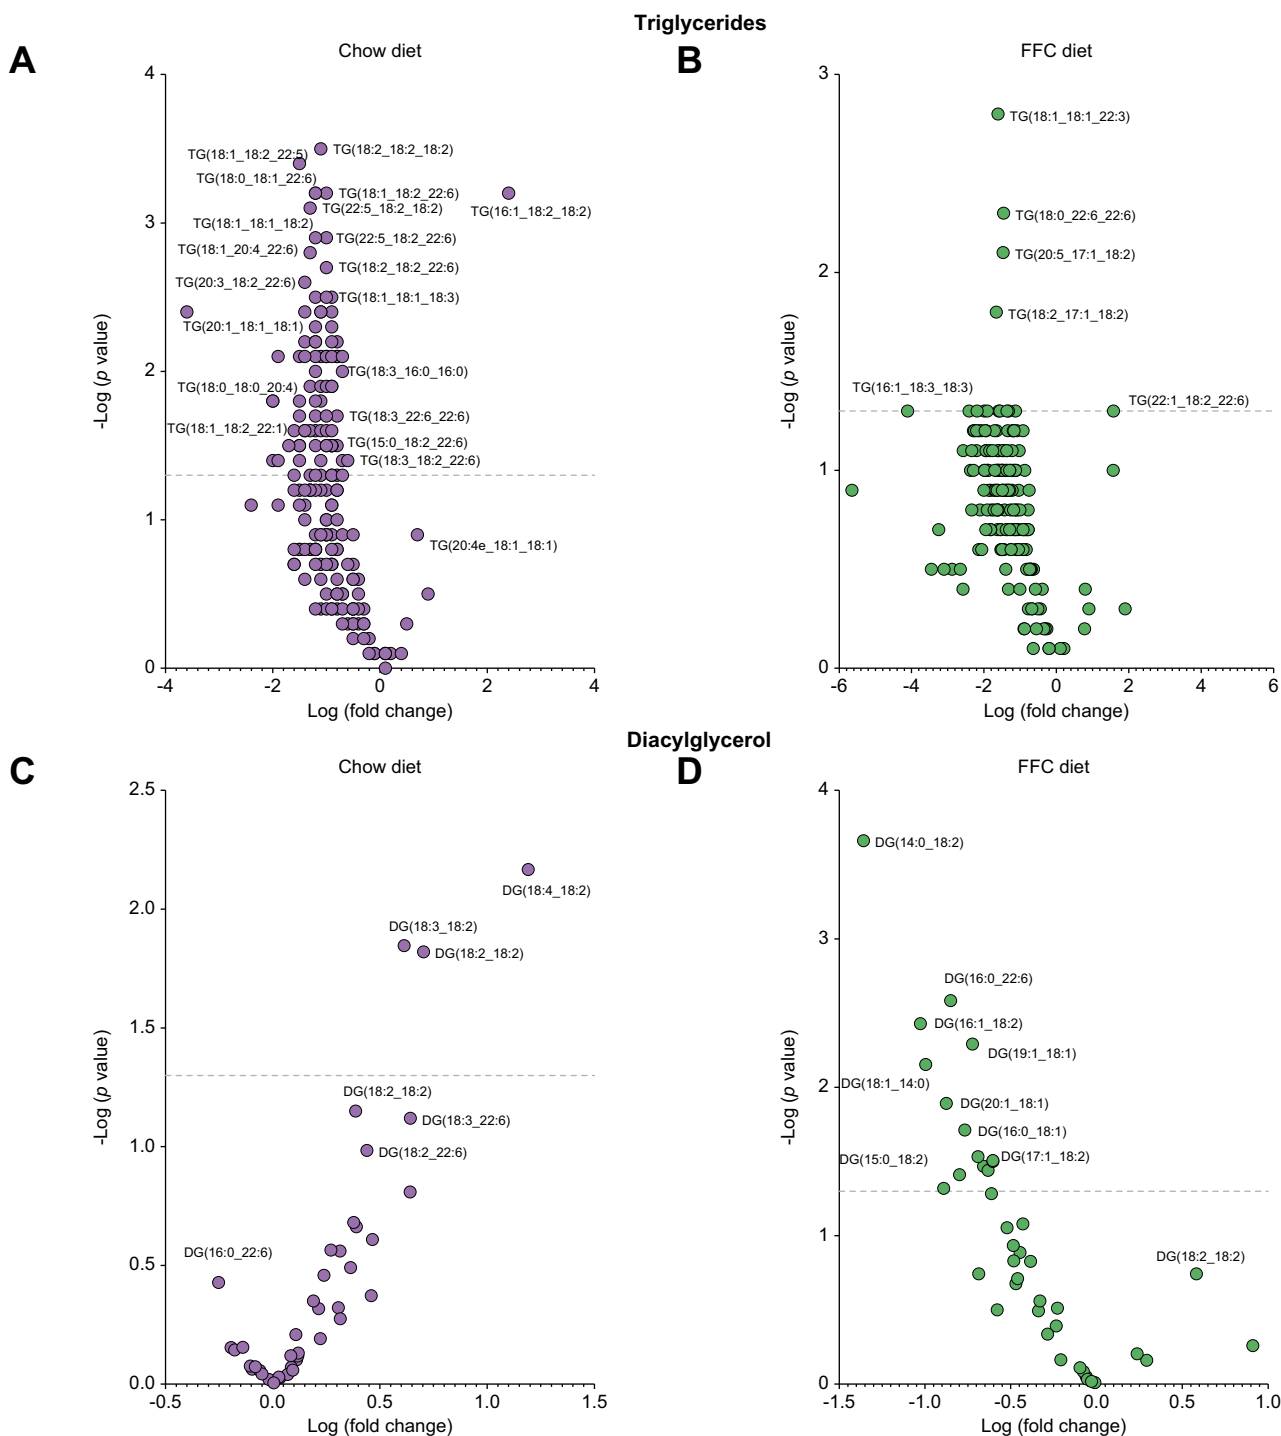 Triglycerides
A
Chow diet
-Log (p value)
4
3
2
1
0
-4
-2
0
2
4
Log (fold change)
TG(18:2_18:2_18:2)
TG(18:1_18:2_22:5)
TG(18:0_18:1_22:6)
TG(18:1_18:2_22:6)
TG(16:1_18:2_18:2)
TG(22:5_18:2_18:2)
TG(18:1_18:1_18:2)
TG(22:5_18:2_22:6)
TG(18:1_20:4_22:6)
TG(18:2_18:2_22:6)
TG(20:3_18:2_22:6)
TG(18:1_18:1_18:3)
TG(20:1_18:1_18:1)
TG(18:3_16:0_16:0)
TG(18:0_18:0_20:4)
TG(18:3_22:6_22:6)
TG(18:1_18:2_22:1)
TG(15:0_18:2_22:6)
TG(18:3_18:2_22:6)
TG(20:4e_18:1_18:1)
B
FFC diet
-Log (p value)
3
2
1
0
-6
-4
-2
0
2
4
6
Log (fold change)
TG(18:1_18:1_22:3)
TG(18:0_22:6_22:6)
TG(20:5_17:1_18:2)
TG(18:2_17:1_18:2)
TG(16:1_18:3_18:3)
TG(22:1_18:2_22:6)
Diacylglycerol
C
Chow diet
-Log (p value)
2.5
2.0
1.5
1.0
0.5
0.0
-0.5
0.0
0.5
1.0
1.5
Log (fold change)
DG(18:4_18:2)
DG(18:3_18:2)
DG(18:2_18:2)
DG(18:2_18:2)
DG(18:3_22:6)
DG(18:2_22:6)
DG(16:0_22:6)
D
FFC diet
-Log (p value)
4
3
2
1
0
-1.5
-1.0
-0.5
0.0
0.5
1.0
Log (fold change)
DG(14:0_18:2)
DG(16:0_22:6)
DG(16:1_18:2)
DG(19:1_18:1)
DG(18:1_14:0)
DG(20:1_18:1)
DG(16:0_18:1)
DG(15:0_18:2)
DG(17:1_18:2)
DG(18:2_18:2)